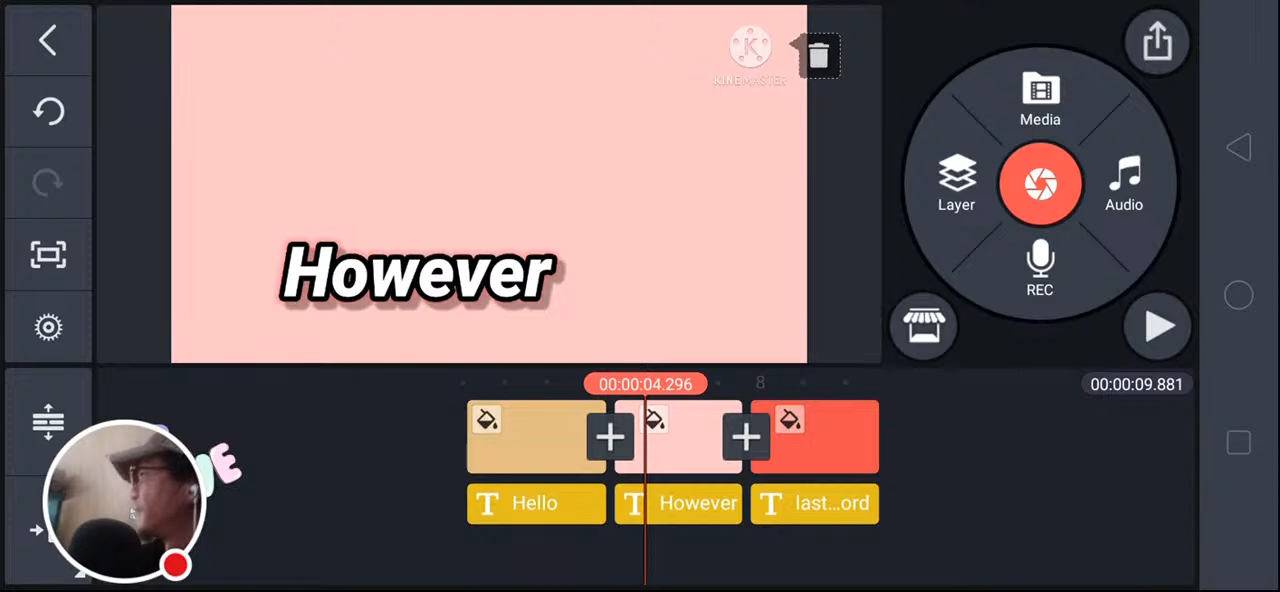 KINEMASTER
Media
Layer
Audio
REC
However
00:00:04.296
8
00:00:09.881
Hello
However
last...ord
E